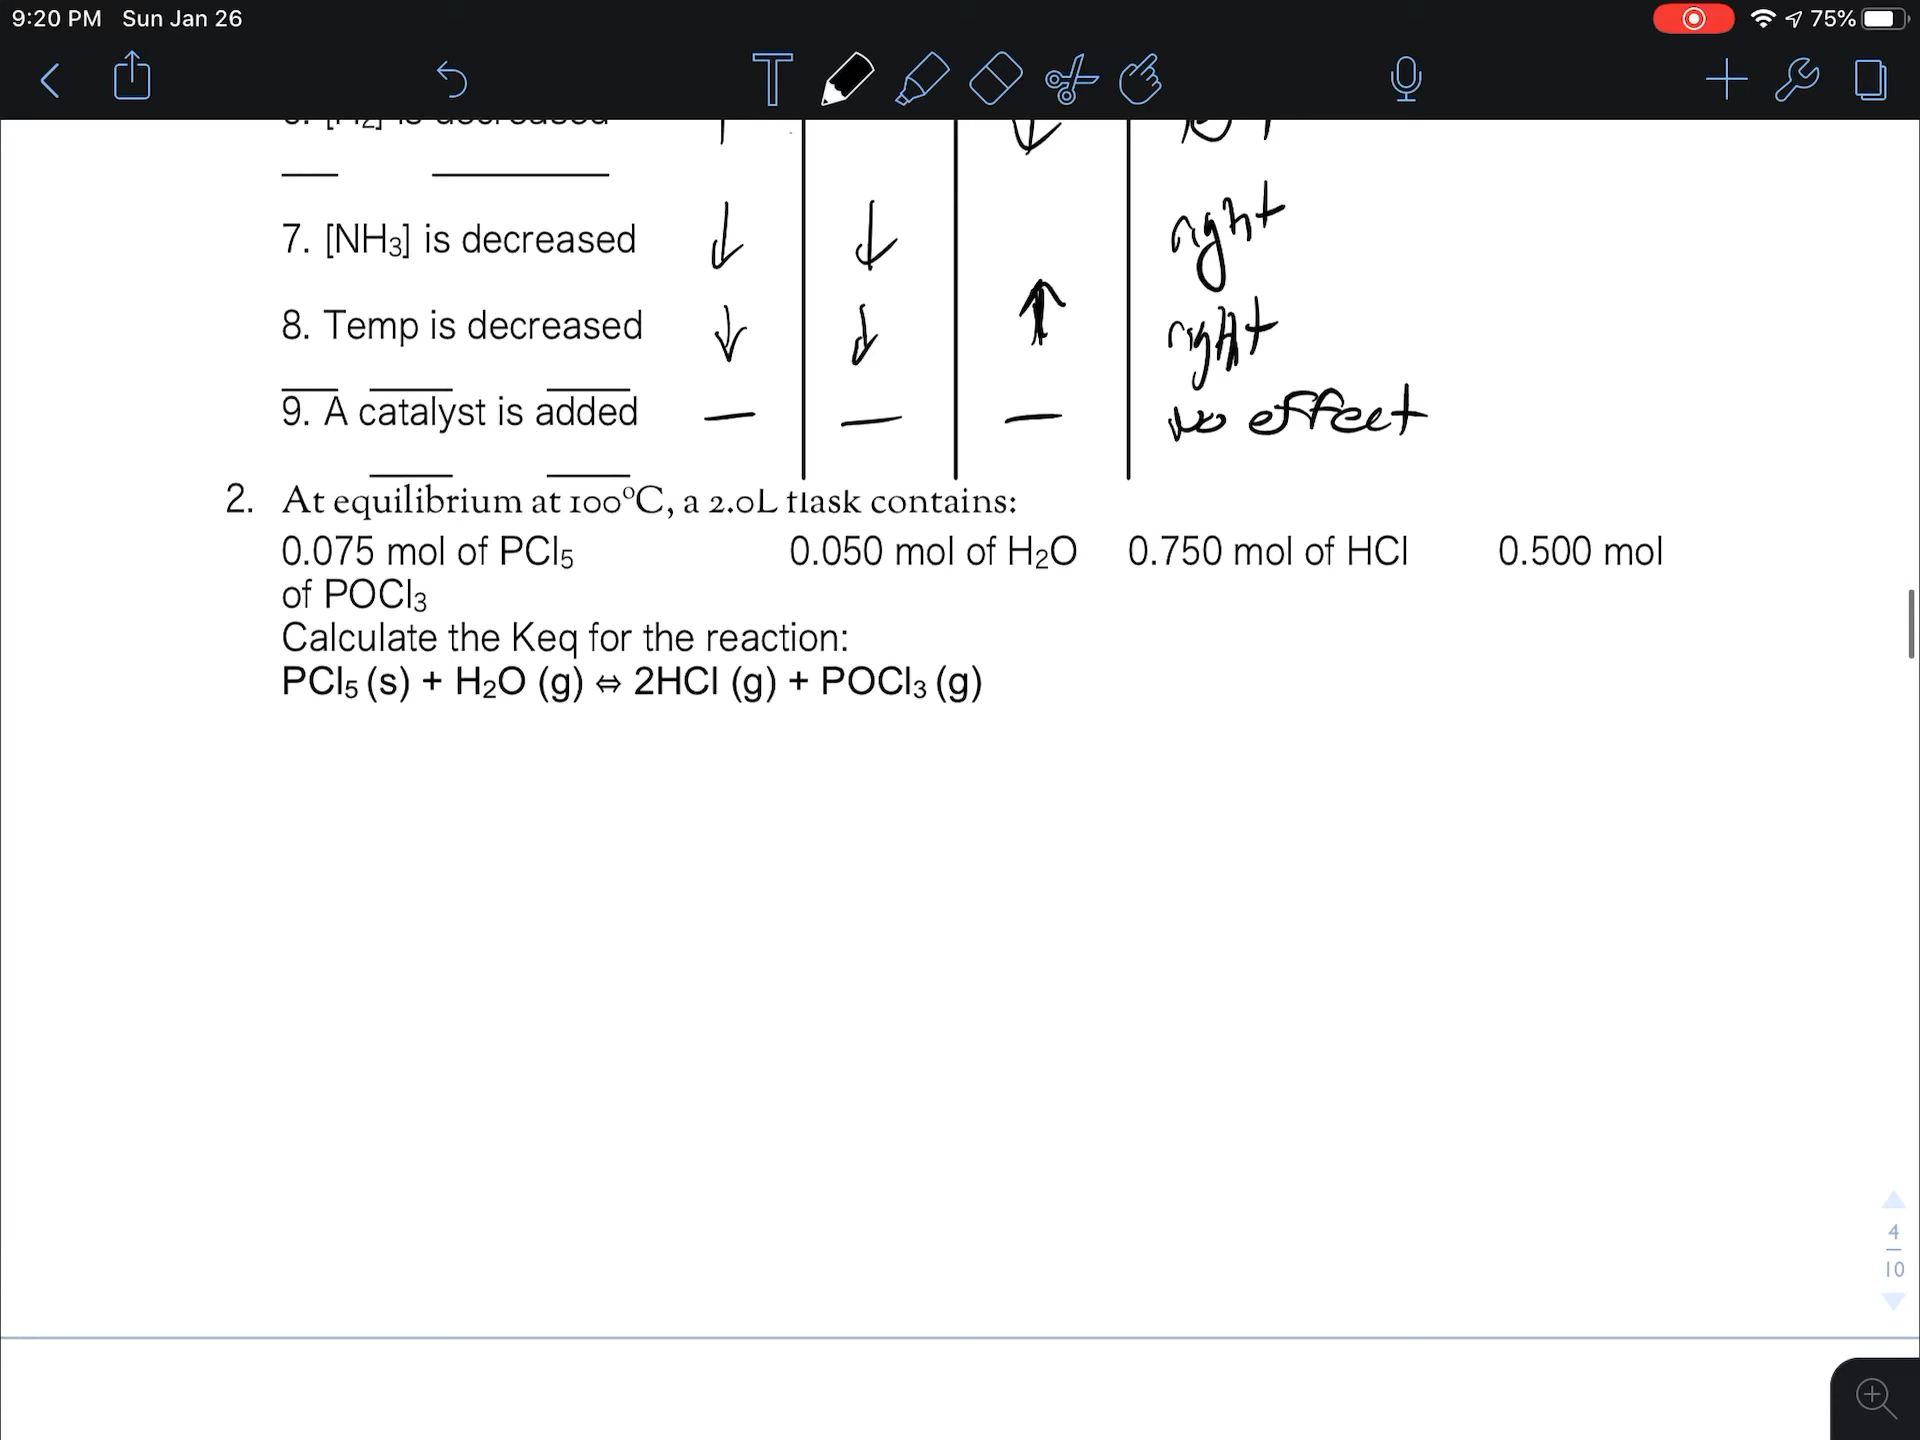 9:20 PM Sun Jan 26 75%
T
is decreased
7. [NH₃] is decreased ↓ ↓ right
8. Temp is decreased ↓ ↓ ↑ right
9. A catalyst is added — — — no effect
2. At equilibrium at 100°C, a 2.0L flask contains:
0.075 mol of PCl₅ 0.050 mol of H₂O 0.750 mol of HCl 0.500 mol
of POCl₃
Calculate the Keq for the reaction:
PCl₅ (s) + H₂O (g) ⇔ 2HCl (g) + POCl₃ (g)
4
10